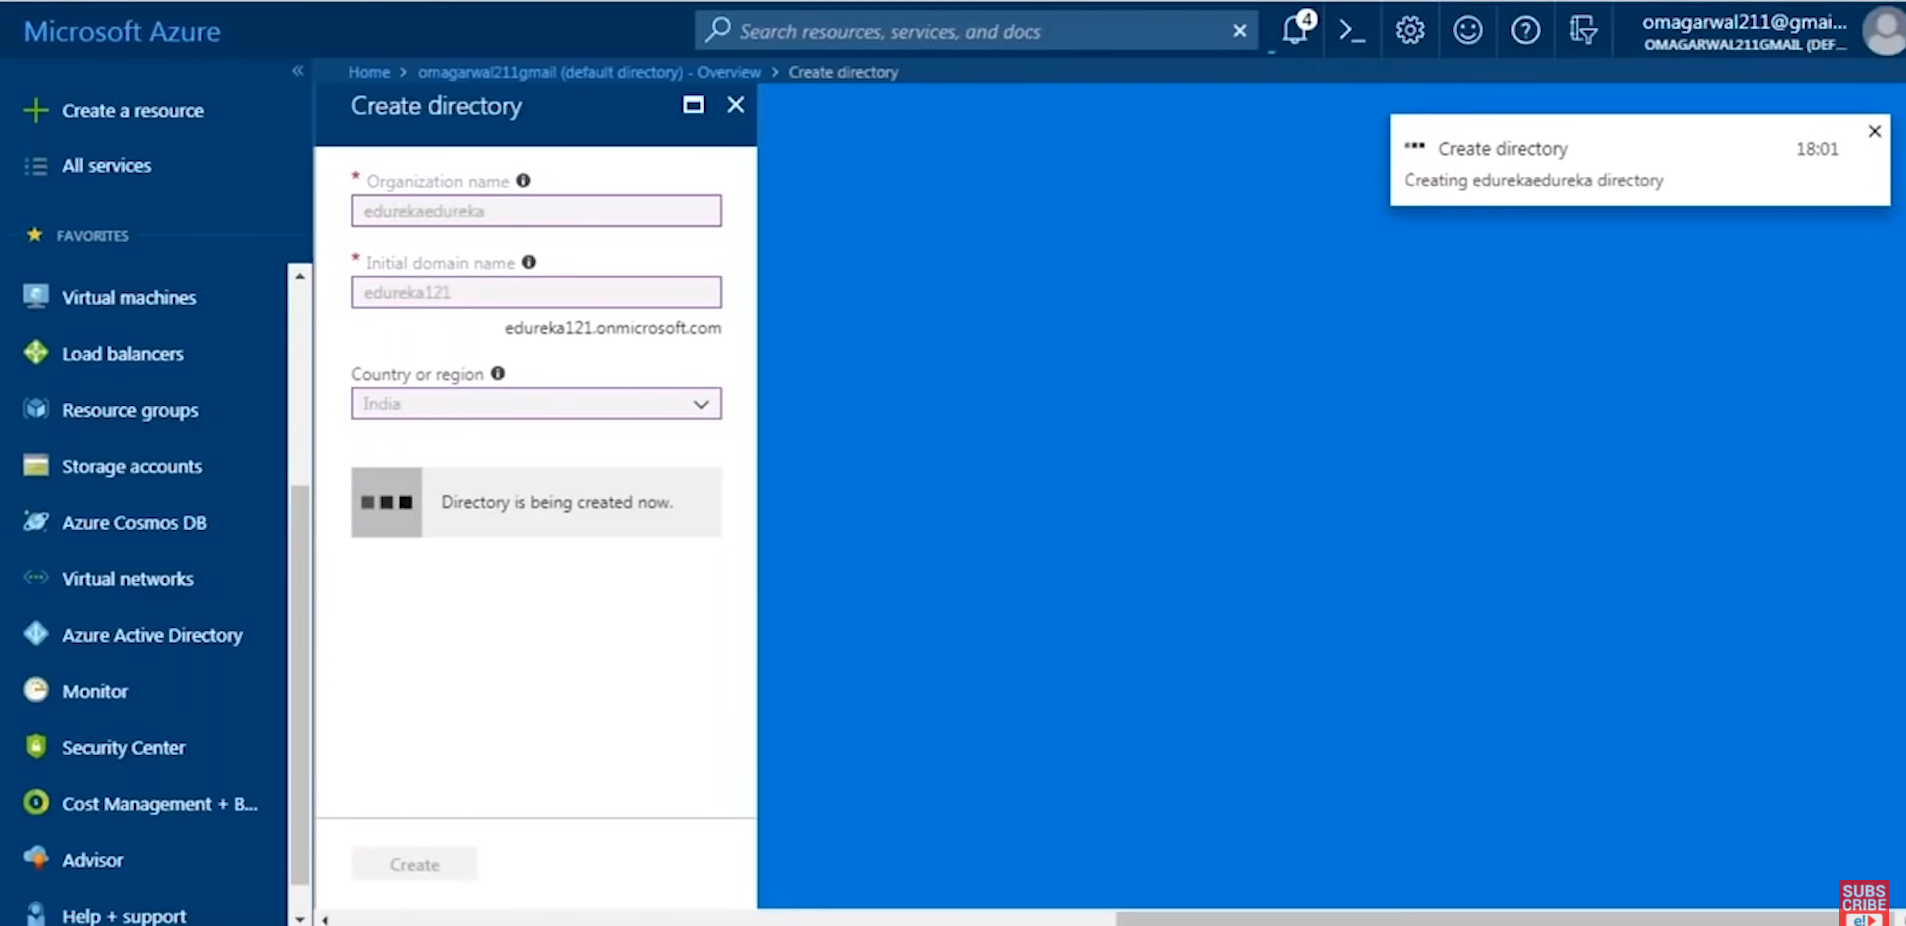 Microsoft Azure
Search resources, services, and docs
4
omagarwal211@gmai...
OMAGARWAL211GMAIL (DEF...
Home > omagarwal211gmail (default directory) - Overview > Create directory
Create a resource
All services
FAVORITES
Virtual machines
Load balancers
Resource groups
Storage accounts
Azure Cosmos DB
Virtual networks
Azure Active Directory
Monitor
Security Center
Cost Management + B...
Advisor
Help + support
Create directory
* Organization name
edurekaedureka
* Initial domain name
edureka121
edureka121.onmicrosoft.com
Country or region
India
Directory is being created now.
Create
Create directory 18:01
Creating edurekaedureka directory
SUBS
CRIBE
e!